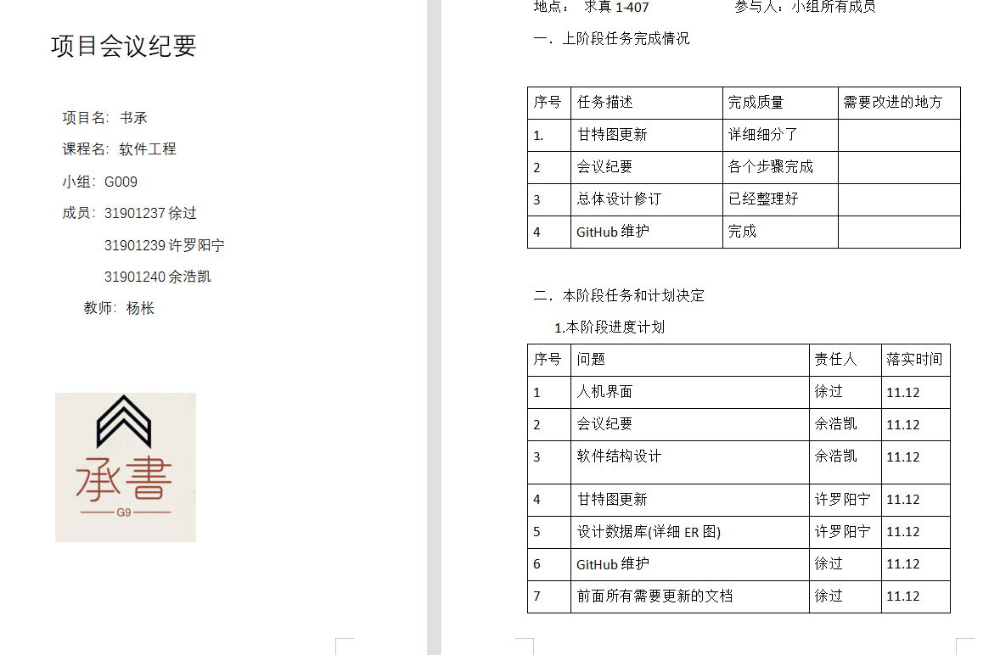 项目会议纪要
项目名：书承
课程名：软件工程
小组：G009
成员：31901237 徐过
31901239 许罗阳宁
31901240 余浩凯
教师：杨枨
承書
G9
地点： 求真 1-407 参与人：小组所有成员
一．上阶段任务完成情况
序号 任务描述 完成质量 需要改进的地方
1. 甘特图更新 详细细分了
2 会议纪要 各个步骤完成
3 总体设计修订 已经整理好
4 GitHub 维护 完成
二．本阶段任务和计划决定
1.本阶段进度计划
序号 问题 责任人 落实时间
1 人机界面 徐过 11.12
2 会议纪要 余浩凯 11.12
3 软件结构设计 余浩凯 11.12
4 甘特图更新 许罗阳宁 11.12
5 设计数据库(详细 ER 图) 许罗阳宁 11.12
6 GitHub 维护 徐过 11.12
7 前面所有需要更新的文档 徐过 11.12